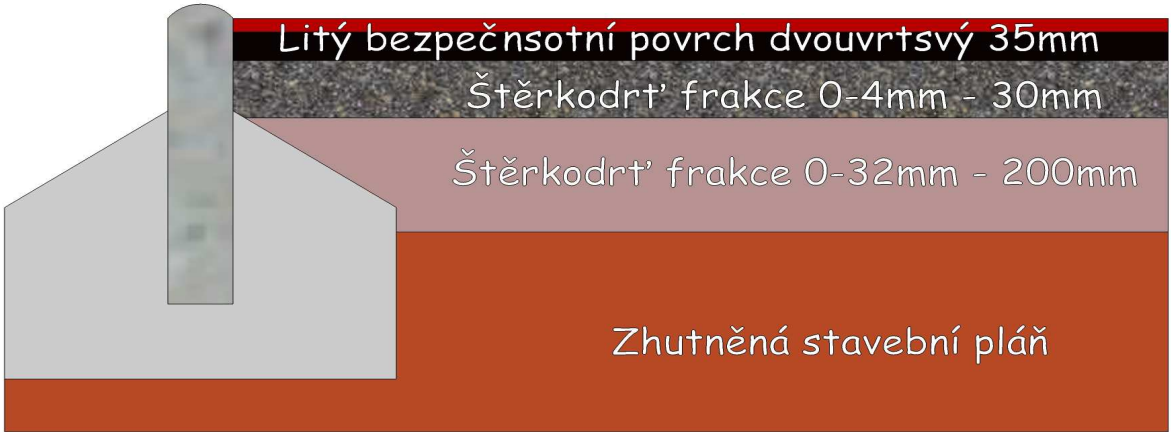 Litý bezpečnsotní povrch dvouvrtsvý 35mm
Štěrkodrť frakce 0-4mm - 30mm
Štěrkodrť frakce 0-32mm - 200mm
Zhutněná stavební pláň